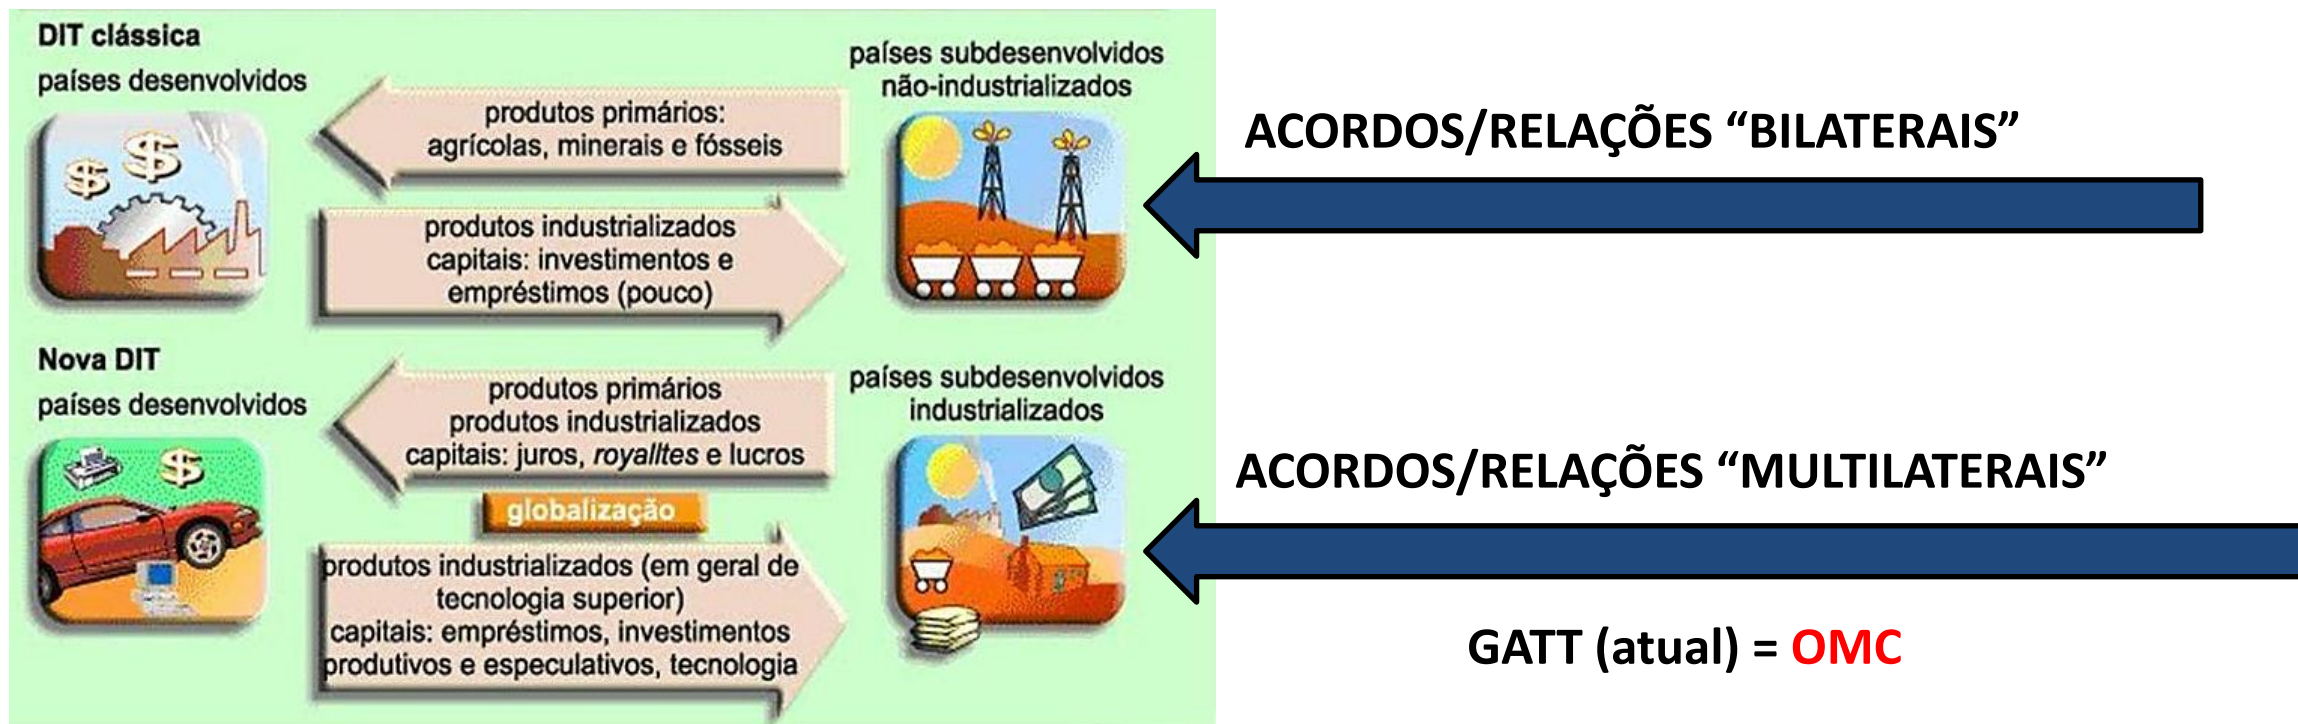 DIT clássica
países desenvolvidos
países subdesenvolvidos
não-industrializados
produtos primários:
agrícolas, minerais e fósseis
produtos industrializados
capitais: investimentos e
empréstimos (pouco)
ACORDOS/RELAÇÕES “BILATERAIS”
Nova DIT
países desenvolvidos
países subdesenvolvidos
industrializados
produtos primários
produtos industrializados
capitais: juros, royalltes e lucros
globalização
produtos industrializados (em geral de
tecnologia superior)
capitais: empréstimos, investimentos
produtivos e especulativos, tecnologia
ACORDOS/RELAÇÕES “MULTILATERAIS”
GATT (atual) = OMC